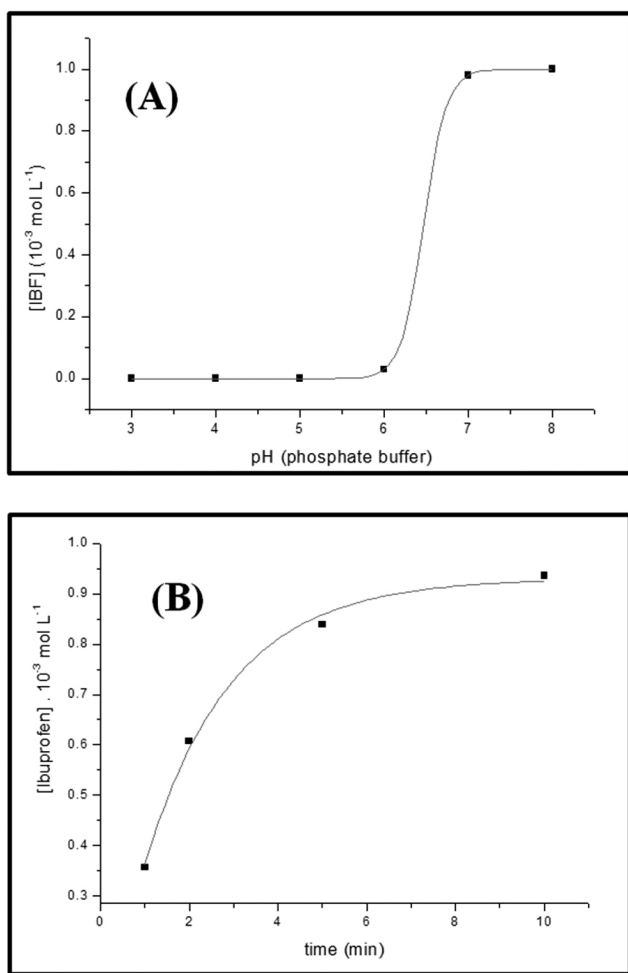 (A)
[IBF] (10⁻³ mol L⁻¹)
1.0
0.8
0.6
0.4
0.2
0.0
3 4 5 6 7 8
pH (phosphate buffer)
(B)
[Ibuprofen] . 10⁻³ mol L⁻¹
1.0
0.9
0.8
0.7
0.6
0.5
0.4
0.3
0 2 4 6 8 10
time (min)